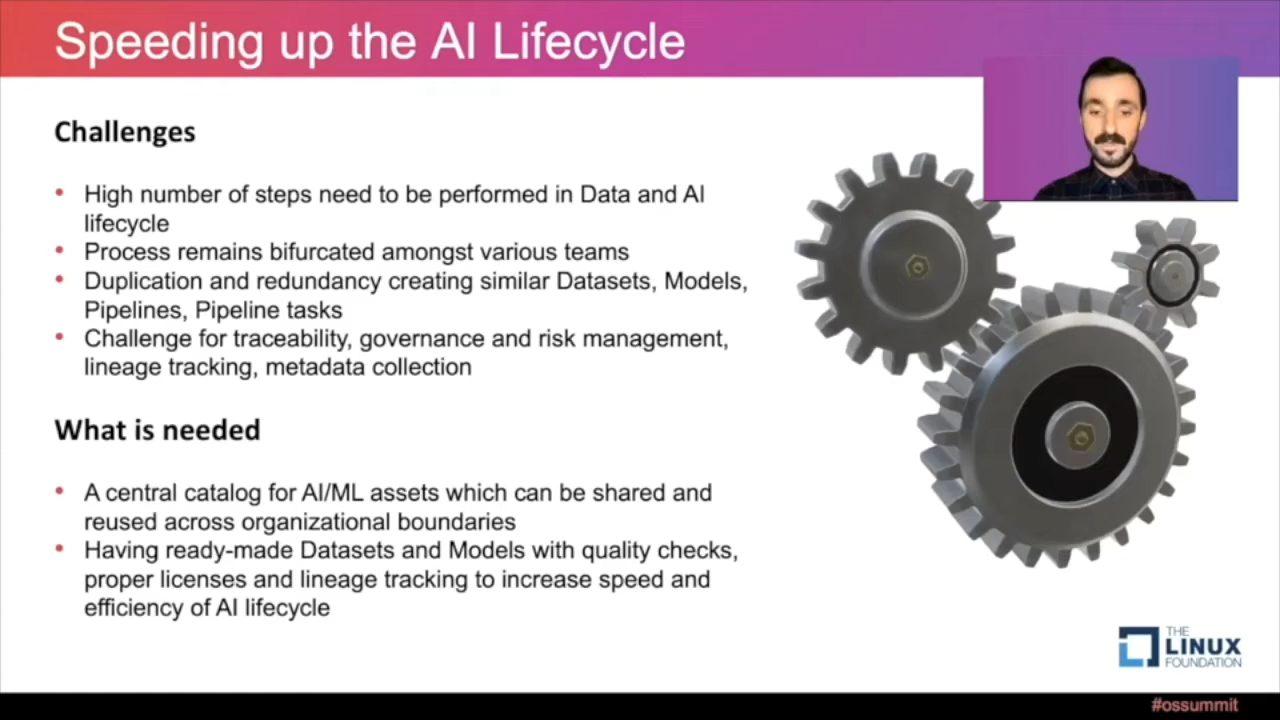 Speeding up the AI Lifecycle
Challenges
• High number of steps need to be performed in Data and AI
lifecycle
• Process remains bifurcated amongst various teams
• Duplication and redundancy creating similar Datasets, Models,
Pipelines, Pipeline tasks
• Challenge for traceability, governance and risk management,
lineage tracking, metadata collection
What is needed
• A central catalog for AI/ML assets which can be shared and
reused across organizational boundaries
• Having ready-made Datasets and Models with quality checks,
proper licenses and lineage tracking to increase speed and
efficiency of AI lifecycle
THE
LINUX
FOUNDATION
#ossummit